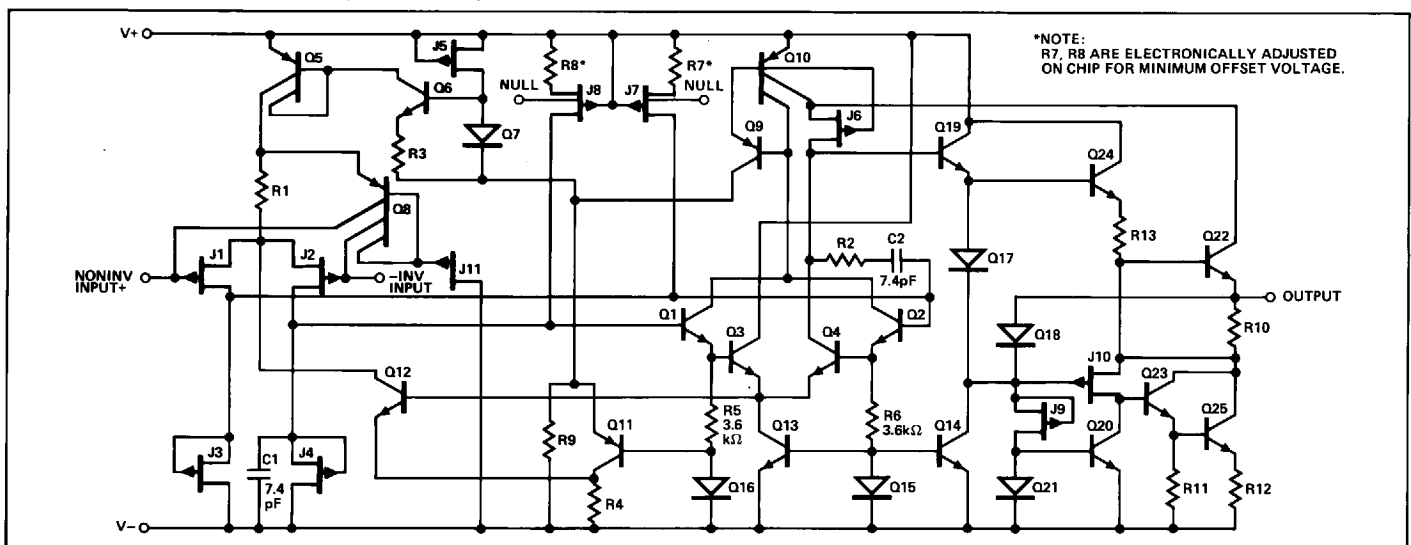 V+
J5
R8*
R7*
*NOTE:
R7, R8 ARE ELECTRONICALLY ADJUSTED
ON CHIP FOR MINIMUM OFFSET VOLTAGE.
Q5
Q10
NULL
J8
J7
NULL
Q6
J6
Q7
Q9
Q19
Q24
R3
R1
Q8
R13
Q22
J1
J2
R2
C2
7.4pF
Q17
NONINV
INPUT+
-INV
INPUT
J11
OUTPUT
Q1
Q3
Q4
Q2
Q18
R10
J10
Q12
Q23
R5
3.6
kΩ
R6
3.6kΩ
J9
Q20
Q25
J3
C1
7.4
pF
J4
R9
Q11
Q13
Q14
Q16
Q15
Q21
R4
R11
R12
V-